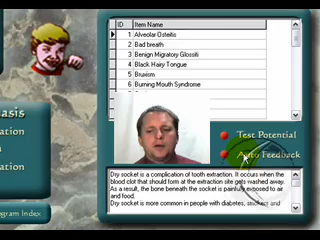 ID Item Name
1 Alveolar Osteitis
2 Bad breath
3 Benign Migratory Glossiti
4 Black Hairy Tongue
5 Bruxism
6 Burning Mouth Syndrome
asis
ation
ation
gram Index
Test Potential
Auto Feedback
Dry socket is a complication of tooth extraction. It occurs when the
blood clot that should form at the extraction site gets washed away.
As a result, the bone beneath the socket is painfully exposed to air
and food.
Dry socket is more common in people with diabetes, smokers and